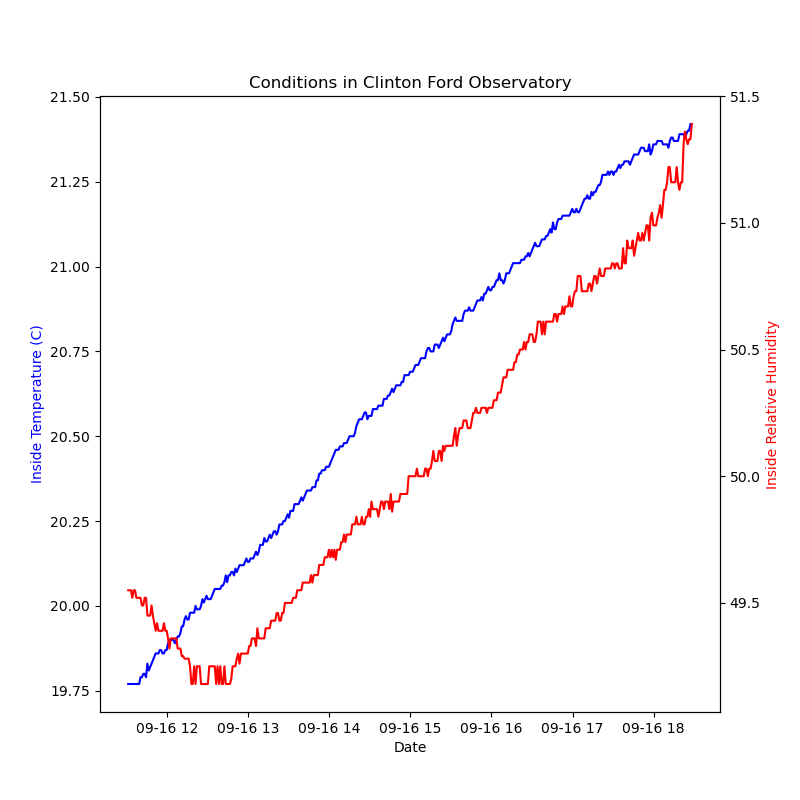 Conditions in Clinton Ford Observatory
21.50
21.25
21.00
20.75
20.50
20.25
20.00
19.75
Inside Temperature (C)
51.5
51.0
50.5
50.0
49.5
Inside Relative Humidity
09-16 12 09-16 13 09-16 14 09-16 15 09-16 16 09-16 17 09-16 18
Date